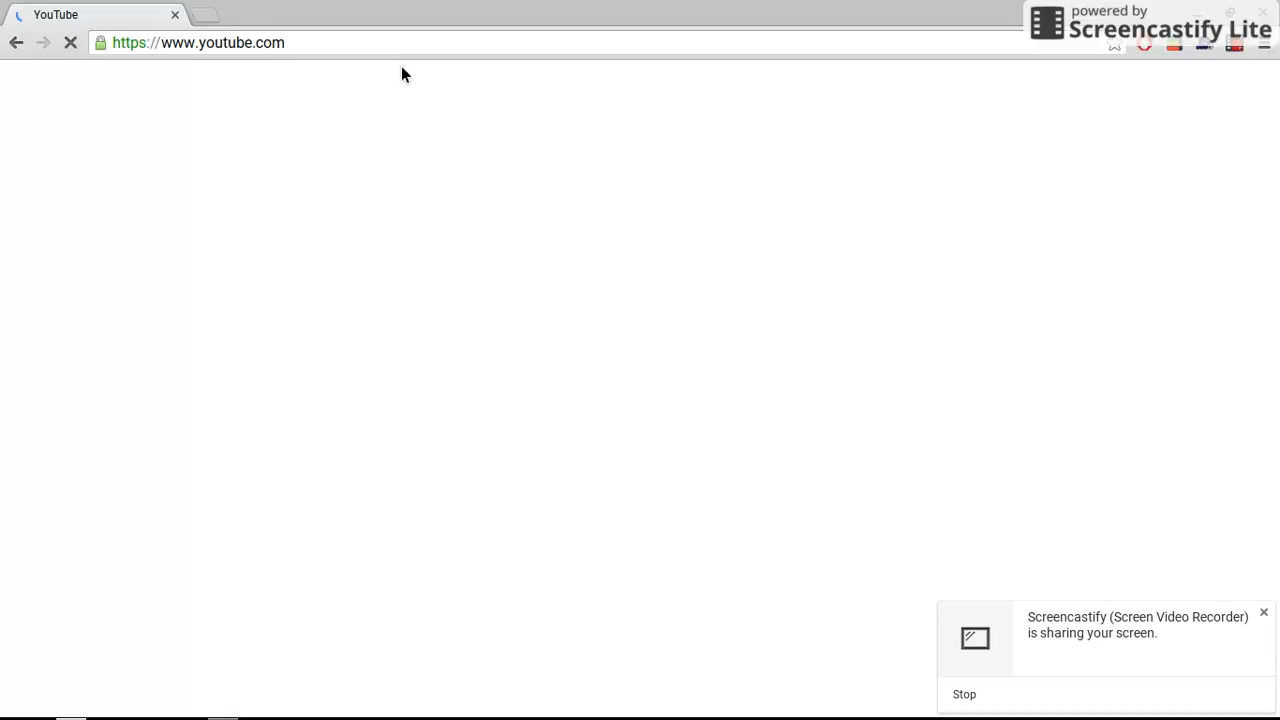 YouTube
powered by
Screencastify Lite
https://www.youtube.com
Screencastify (Screen Video Recorder)
is sharing your screen.
Stop